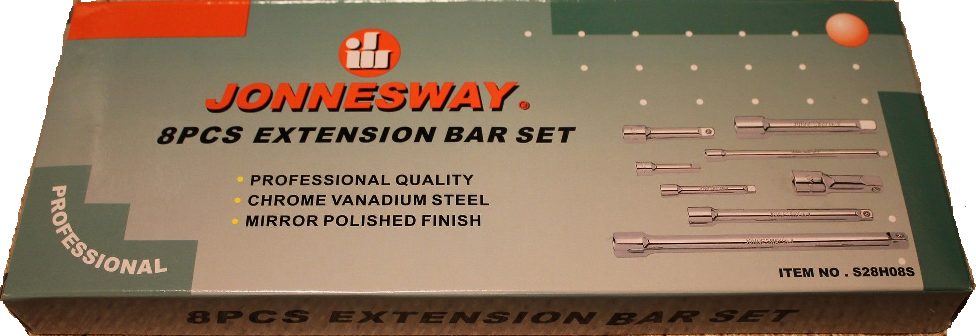 JONNESWAY®
8PCS EXTENSION BAR SET
• PROFESSIONAL QUALITY
• CHROME VANADIUM STEEL
• MIRROR POLISHED FINISH
PROFESSIONAL
ITEM NO . S28H08S
8PCS EXTENSION BAR SET